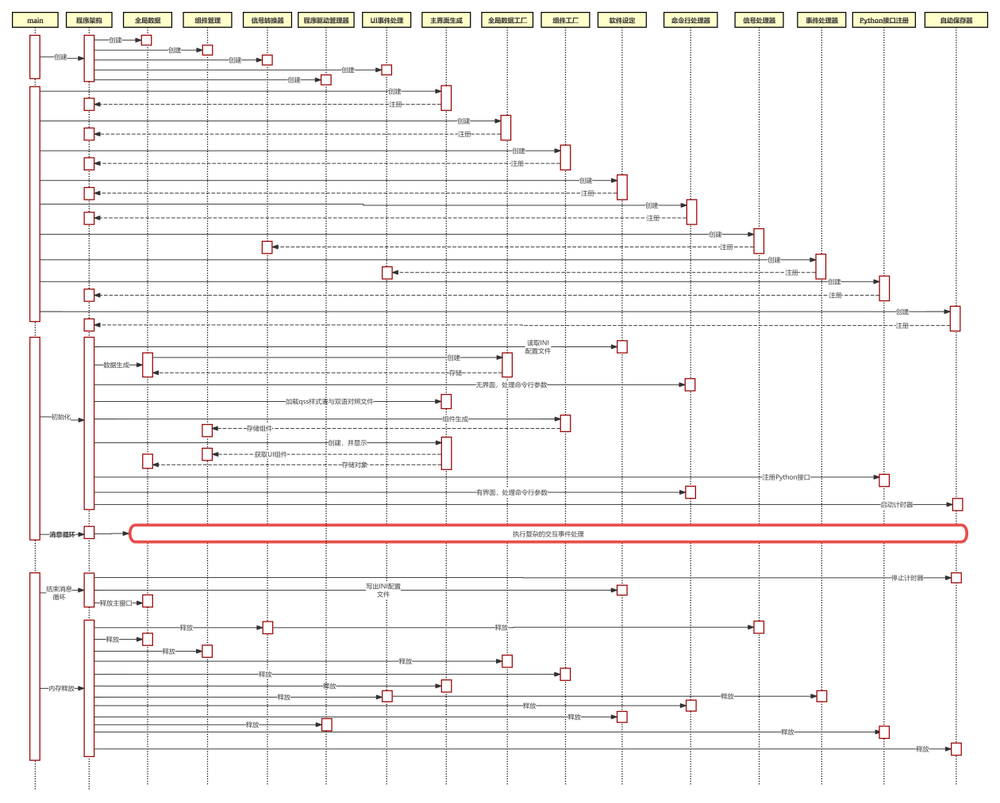 main
程序架构
全局数据
组件管理
信号转换器
程序驱动管理器
UI事件处理
主界面生成
全局数据工厂
组件工厂
软件设定
命令行处理器
信号处理器
事件处理器
Python接口注册
自动保存器
创建
创建
创建
创建
创建
创建
创建
注册
创建
注册
创建
注册
创建
注册
创建
注册
创建
注册
创建
注册
创建
注册
创建
注册
读取INI
配置文件
创建
数据生成
存储
无界面，处理命令行参数
加载qss样式表与双语对照文件
初始化
组件生成
存储组件
创建，并显示
获取UI组件
存储对象
注册Python接口
有界面，处理命令行参数
启动计时器
消息循环
执行复杂的交互事件处理
停止计时器
结束消息
循环
写出INI配置
文件
释放主窗口
释放
释放
释放
释放
释放
释放
释放
内存释放
释放
释放
释放
释放
释放
释放
释放